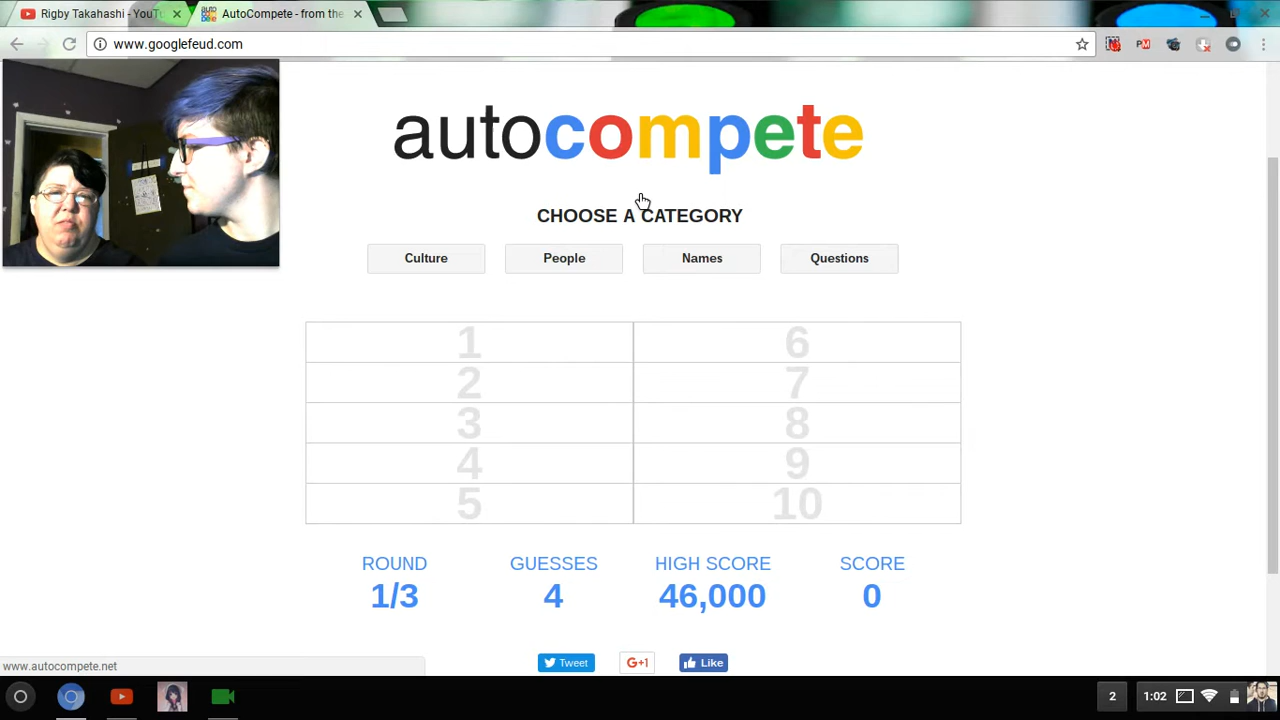 Rigby Takahashi - YouTu
AutoCompete - from the
www.googlefeud.com
autocompete
CHOOSE A CATEGORY
Culture People Names Questions
1 6
2 7
3 8
4 9
5 10
ROUND GUESSES HIGH SCORE SCORE
1/3 4 46,000 0
Tweet G+1 Like
www.autocompete.net
2 1:02